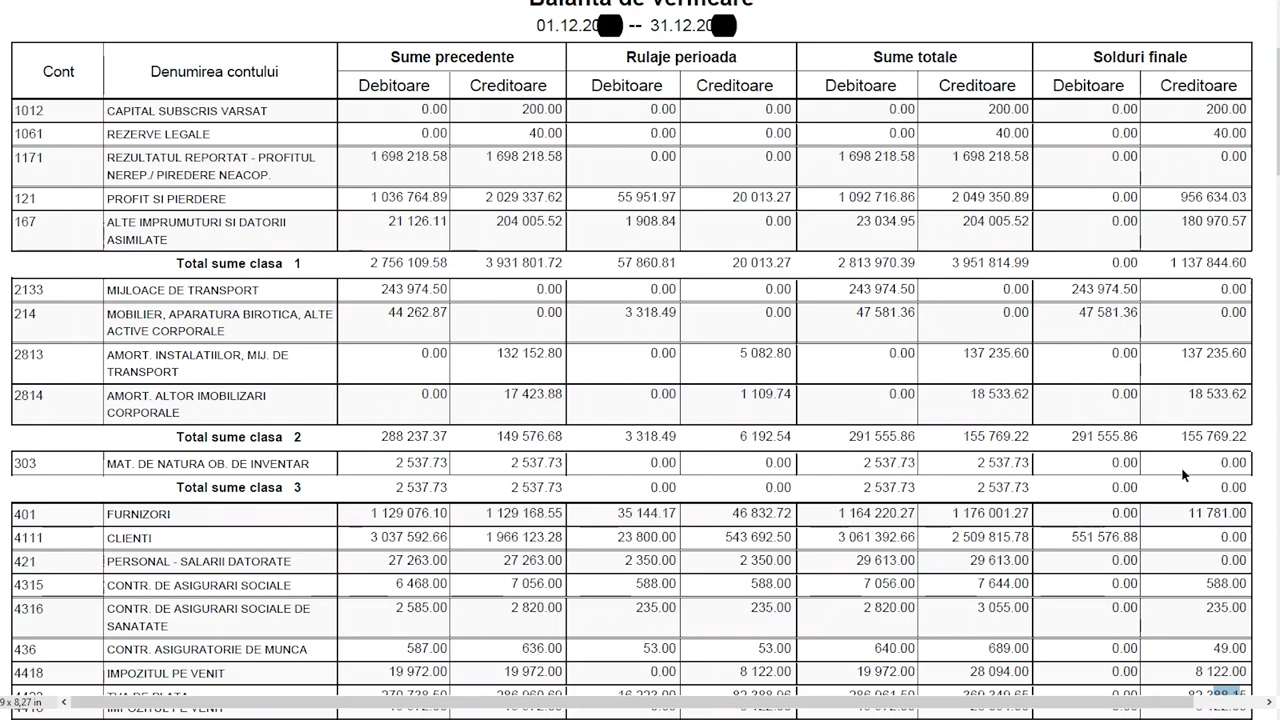 Balanta de verificare
01.12.20 -- 31.12.20
Cont Denumirea contului Sume precedente Rulaje perioada Sume totale Solduri finale
Debitoare Creditoare Debitoare Creditoare Debitoare Creditoare Debitoare Creditoare
1012 CAPITAL SUBSCRIS VARSAT 0.00 200.00 0.00 0.00 0.00 200.00 0.00 200.00
1061 REZERVE LEGALE 0.00 40.00 0.00 0.00 0.00 40.00 0.00 40.00
1171 REZULTATUL REPORTAT - PROFITUL 1 698 218.58 1 698 218.58 0.00 0.00 1 698 218.58 1 698 218.58 0.00 0.00
NEREP./ PIREDERE NEACOP.
121 PROFIT SI PIERDERE 1 036 764.89 2 029 337.62 55 951.97 20 013.27 1 092 716.86 2 049 350.89 0.00 956 634.03
167 ALTE IMPRUMUTURI SI DATORII 21 126.11 204 005.52 1 908.84 0.00 23 034.95 204 005.52 0.00 180 970.57
ASIMILATE
Total sume clasa 1 2 756 109.58 3 931 801.72 57 860.81 20 013.27 2 813 970.39 3 951 814.99 0.00 1 137 844.60
2133 MIJLOACE DE TRANSPORT 243 974.50 0.00 0.00 0.00 243 974.50 0.00 243 974.50 0.00
214 MOBILIER, APARATURA BIROTICA, ALTE 44 262.87 0.00 3 318.49 0.00 47 581.36 0.00 47 581.36 0.00
ACTIVE CORPORALE
2813 AMORT. INSTALATIILOR, MIJ. DE 0.00 132 152.80 0.00 5 082.80 0.00 137 235.60 0.00 137 235.60
TRANSPORT
2814 AMORT. ALTOR IMOBILIZARI 0.00 17 423.88 0.00 1 109.74 0.00 18 533.62 0.00 18 533.62
CORPORALE
Total sume clasa 2 288 237.37 149 576.68 3 318.49 6 192.54 291 555.86 155 769.22 291 555.86 155 769.22
303 MAT. DE NATURA OB. DE INVENTAR 2 537.73 2 537.73 0.00 0.00 2 537.73 2 537.73 0.00 0.00
Total sume clasa 3 2 537.73 2 537.73 0.00 0.00 2 537.73 2 537.73 0.00 0.00
401 FURNIZORI 1 129 076.10 1 129 168.55 35 144.17 46 832.72 1 164 220.27 1 176 001.27 0.00 11 781.00
4111 CLIENTI 3 037 592.66 1 966 123.28 23 800.00 543 692.50 3 061 392.66 2 509 815.78 551 576.88 0.00
421 PERSONAL - SALARII DATORATE 27 263.00 27 263.00 2 350.00 2 350.00 29 613.00 29 613.00 0.00 0.00
4315 CONTR. DE ASIGURARI SOCIALE 6 468.00 7 056.00 588.00 588.00 7 056.00 7 644.00 0.00 588.00
4316 CONTR. DE ASIGURARI SOCIALE DE 2 585.00 2 820.00 235.00 235.00 2 820.00 3 055.00 0.00 235.00
SANATATE
436 CONTR. ASIGURATORIE DE MUNCA 587.00 636.00 53.00 53.00 640.00 689.00 0.00 49.00
4418 IMPOZITUL PE VENIT 19 972.00 19 972.00 0.00 8 122.00 19 972.00 28 094.00 0.00 8 122.00
9 x 8,27 in